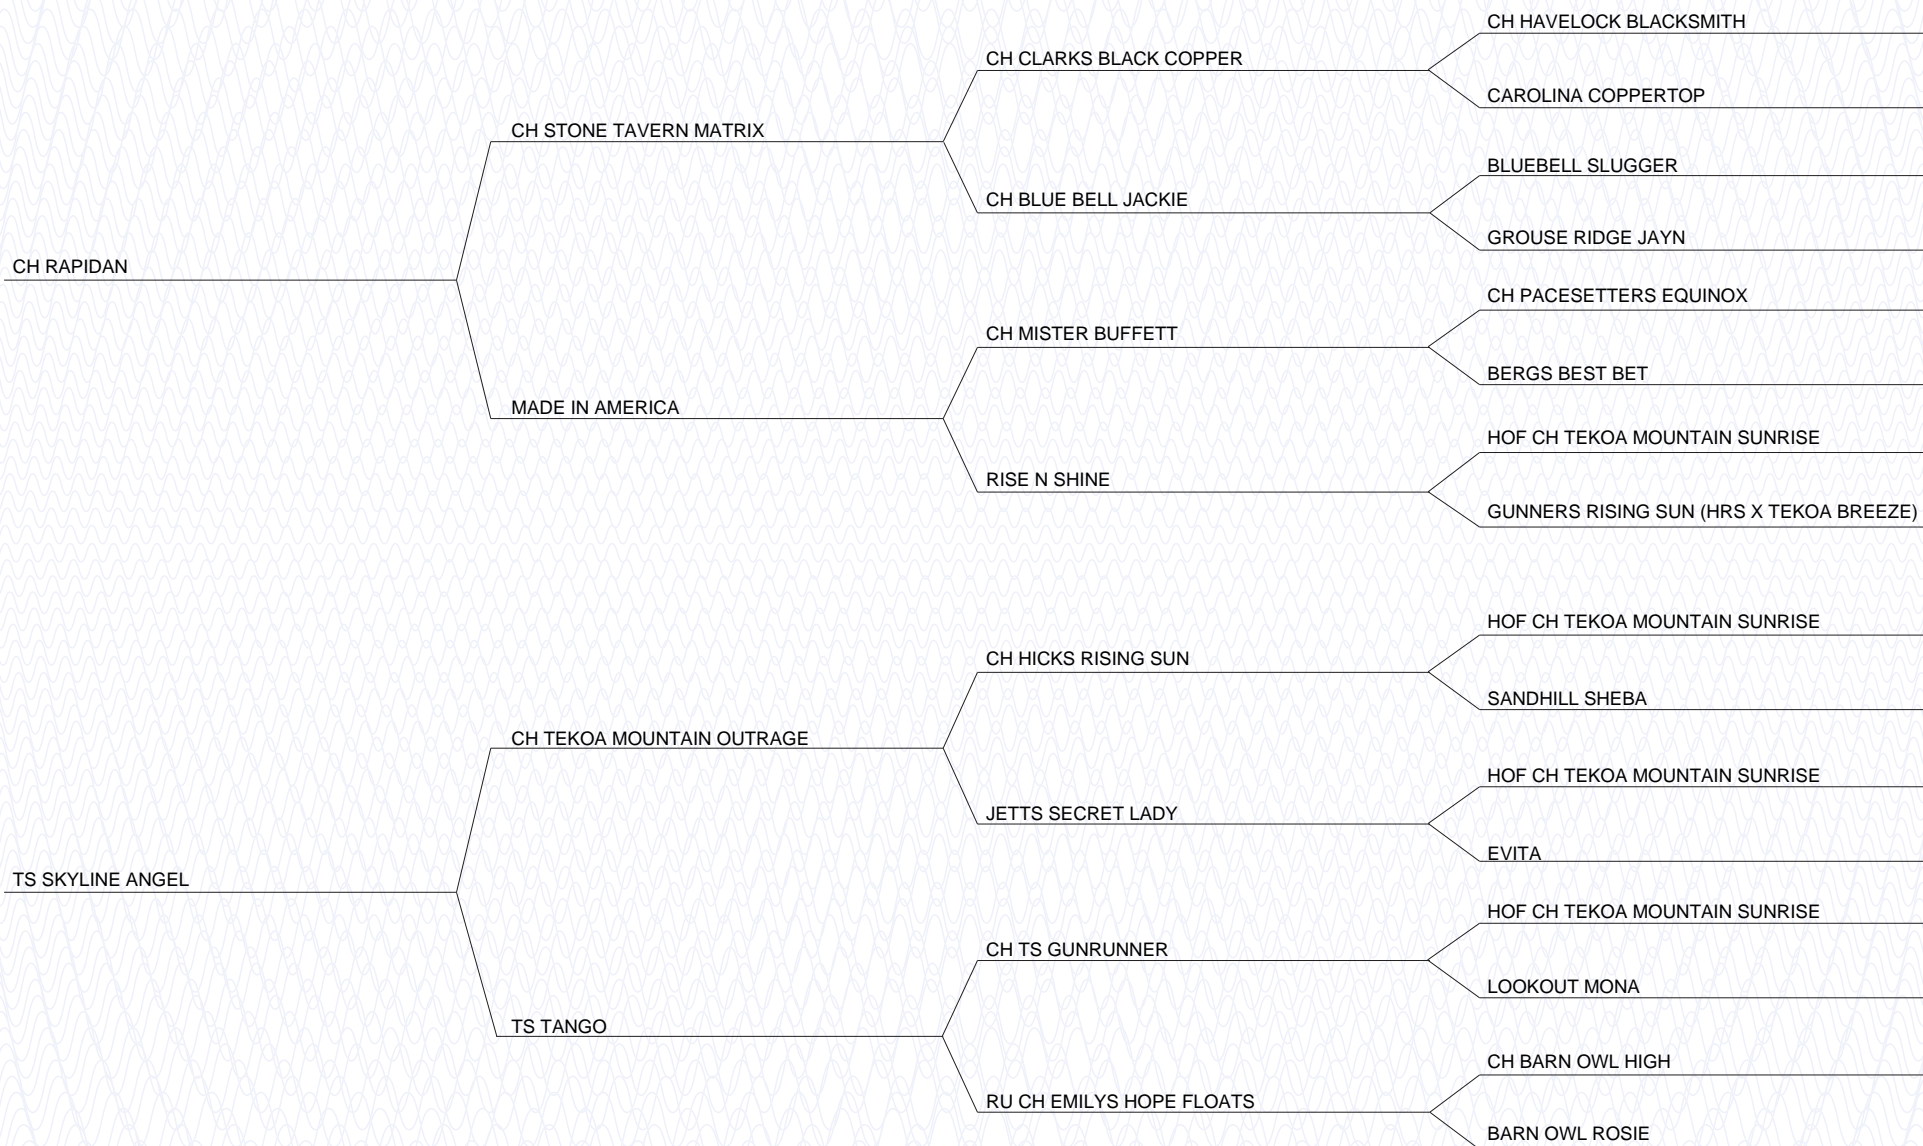 CH RAPIDAN
CH STONE TAVERN MATRIX
CH CLARKS BLACK COPPER
CH HAVELOCK BLACKSMITH
CAROLINA COPPERTOP
CH BLUE BELL JACKIE
BLUEBELL SLUGGER
GROUSE RIDGE JAYN
MADE IN AMERICA
CH MISTER BUFFETT
CH PACESETTERS EQUINOX
BERGS BEST BET
RISE N SHINE
HOF CH TEKOA MOUNTAIN SUNRISE
GUNNERS RISING SUN (HRS X TEKOA BREEZE)
TS SKYLINE ANGEL
CH TEKOA MOUNTAIN OUTRAGE
CH HICKS RISING SUN
HOF CH TEKOA MOUNTAIN SUNRISE
SANDHILL SHEBA
JETTS SECRET LADY
HOF CH TEKOA MOUNTAIN SUNRISE
EVITA
TS TANGO
CH TS GUNRUNNER
HOF CH TEKOA MOUNTAIN SUNRISE
LOOKOUT MONA
RU CH EMILYS HOPE FLOATS
CH BARN OWL HIGH
BARN OWL ROSIE